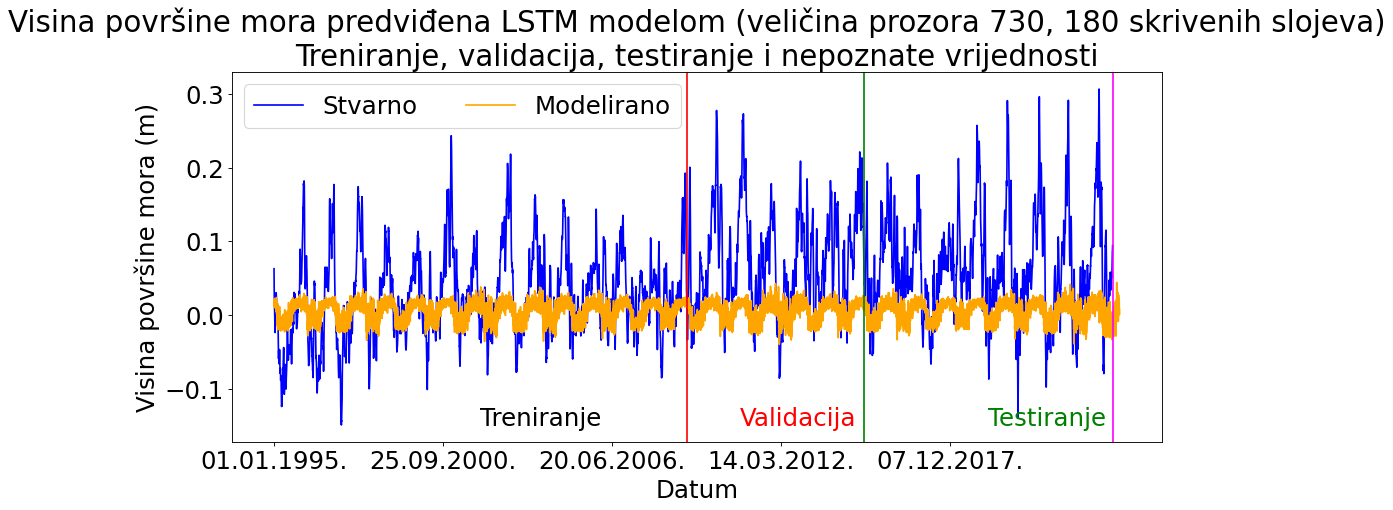 Visina površine mora predviđena LSTM modelom (veličina prozora 730, 180 skrivenih slojeva)
Treniranje, validacija, testiranje i nepoznate vrijednosti
Stvarno Modelirano
Visina površine mora (m)
0.3
0.2
0.1
0.0
−0.1
Treniranje Validacija Testiranje
01.01.1995. 25.09.2000. 20.06.2006. 14.03.2012. 07.12.2017.
Datum